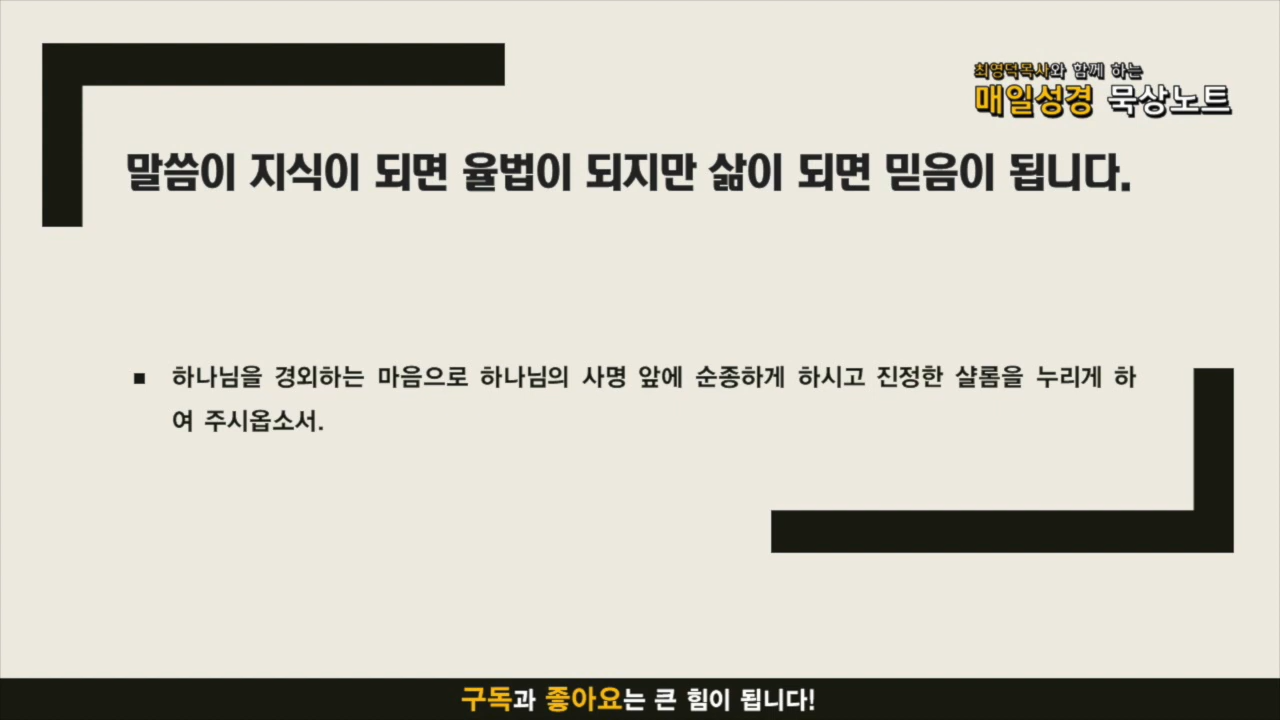 최영덕목사와 함께 하는
매일성경 묵상노트
말씀이 지식이 되면 율법이 되지만 삶이 되면 믿음이 됩니다.
■ 하나님을 경외하는 마음으로 하나님의 사명 앞에 순종하게 하시고 진정한 샬롬을 누리게 하
여 주시옵소서.
구독과 좋아요는 큰 힘이 됩니다!